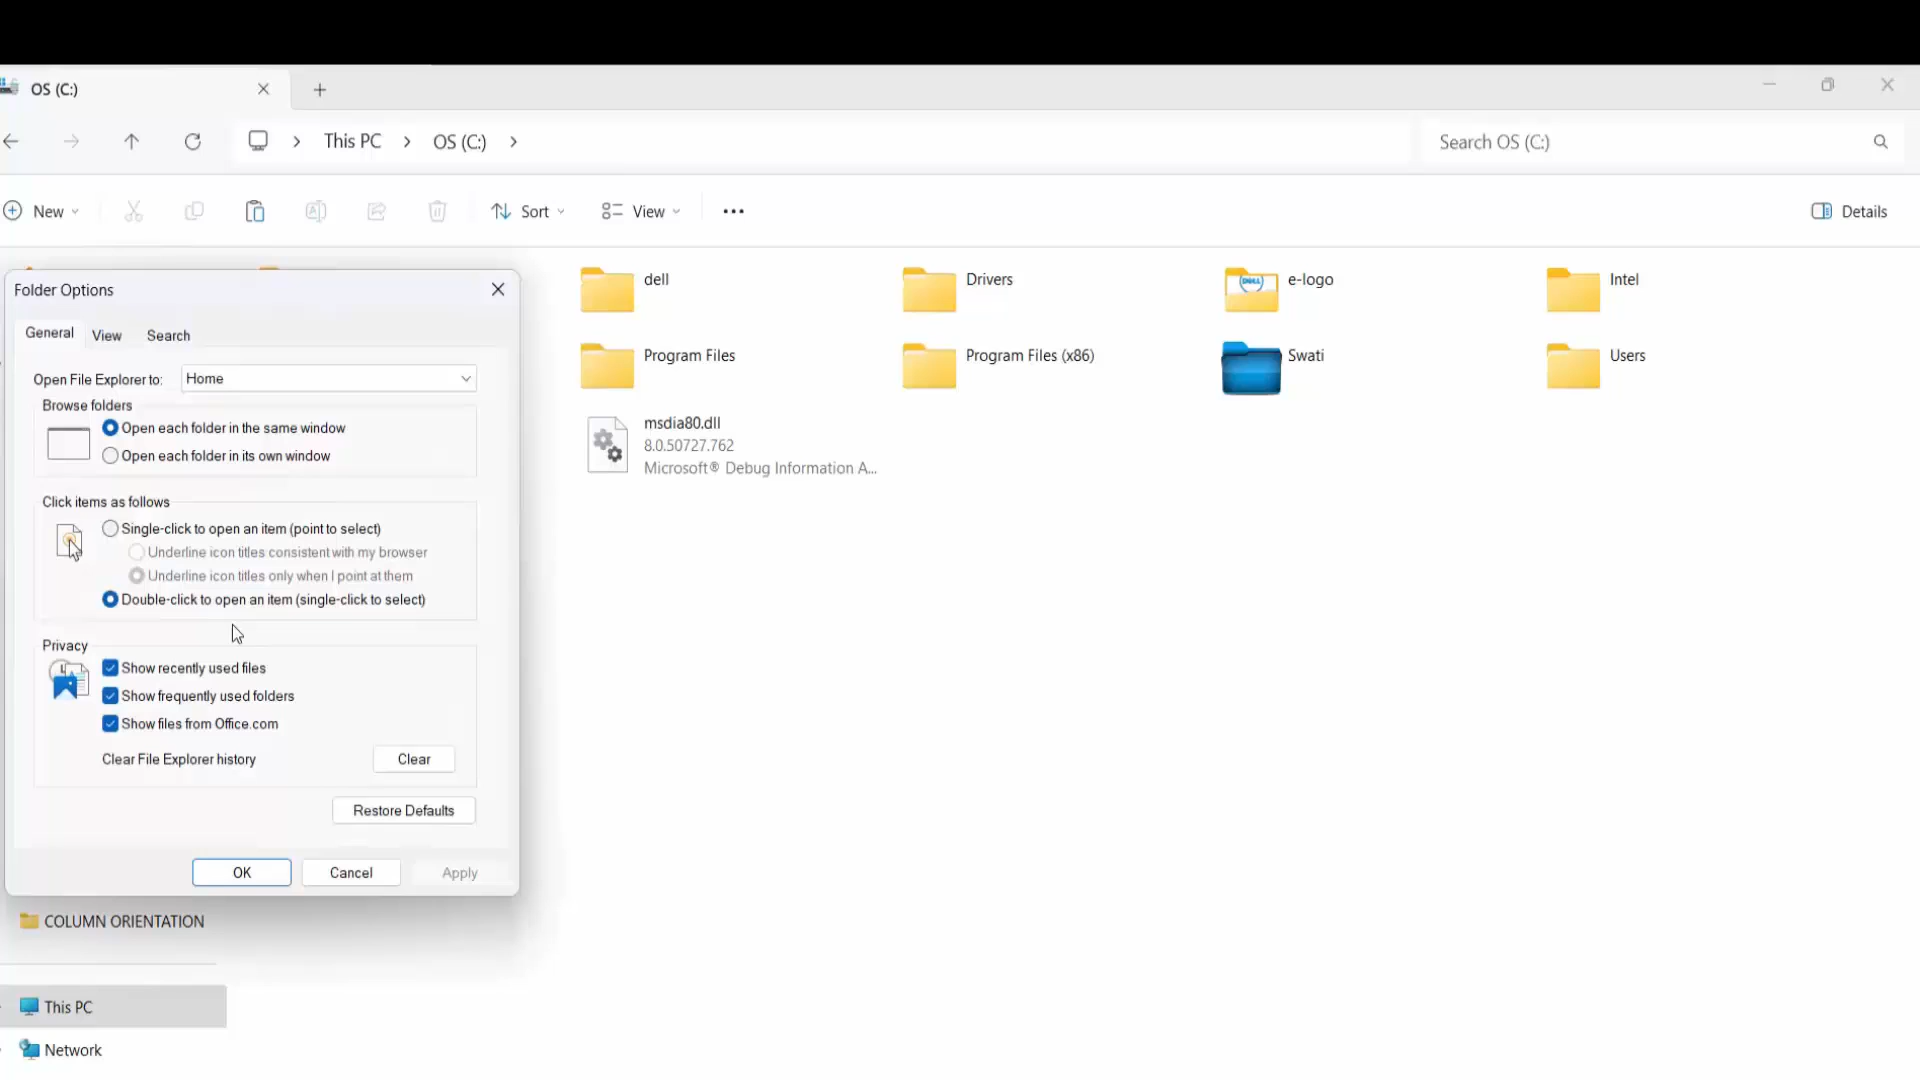 OS (C:)
This PC
OS (C:)
Search OS (C:)
New
Sort
View
Details
Folder Options
General
View
Search
Open File Explorer to:
Home
Browse folders
Open each folder in the same window
Open each folder in its own window
Click items as follows
Single-click to open an item (point to select)
Underline icon titles consistent with my browser
Underline icon titles only when I point at them
Double-click to open an item (single-click to select)
Privacy
Show recently used files
Show frequently used folders
Show files from Office.com
Clear File Explorer history
Clear
Restore Defaults
OK
Cancel
Apply
dell
Drivers
DELL
e-logo
Intel
Program Files
Program Files (x86)
Swati
Users
msdia80.dll
8.0.50727.762
Microsoft® Debug Information A...
COLUMN ORIENTATION
This PC
Network